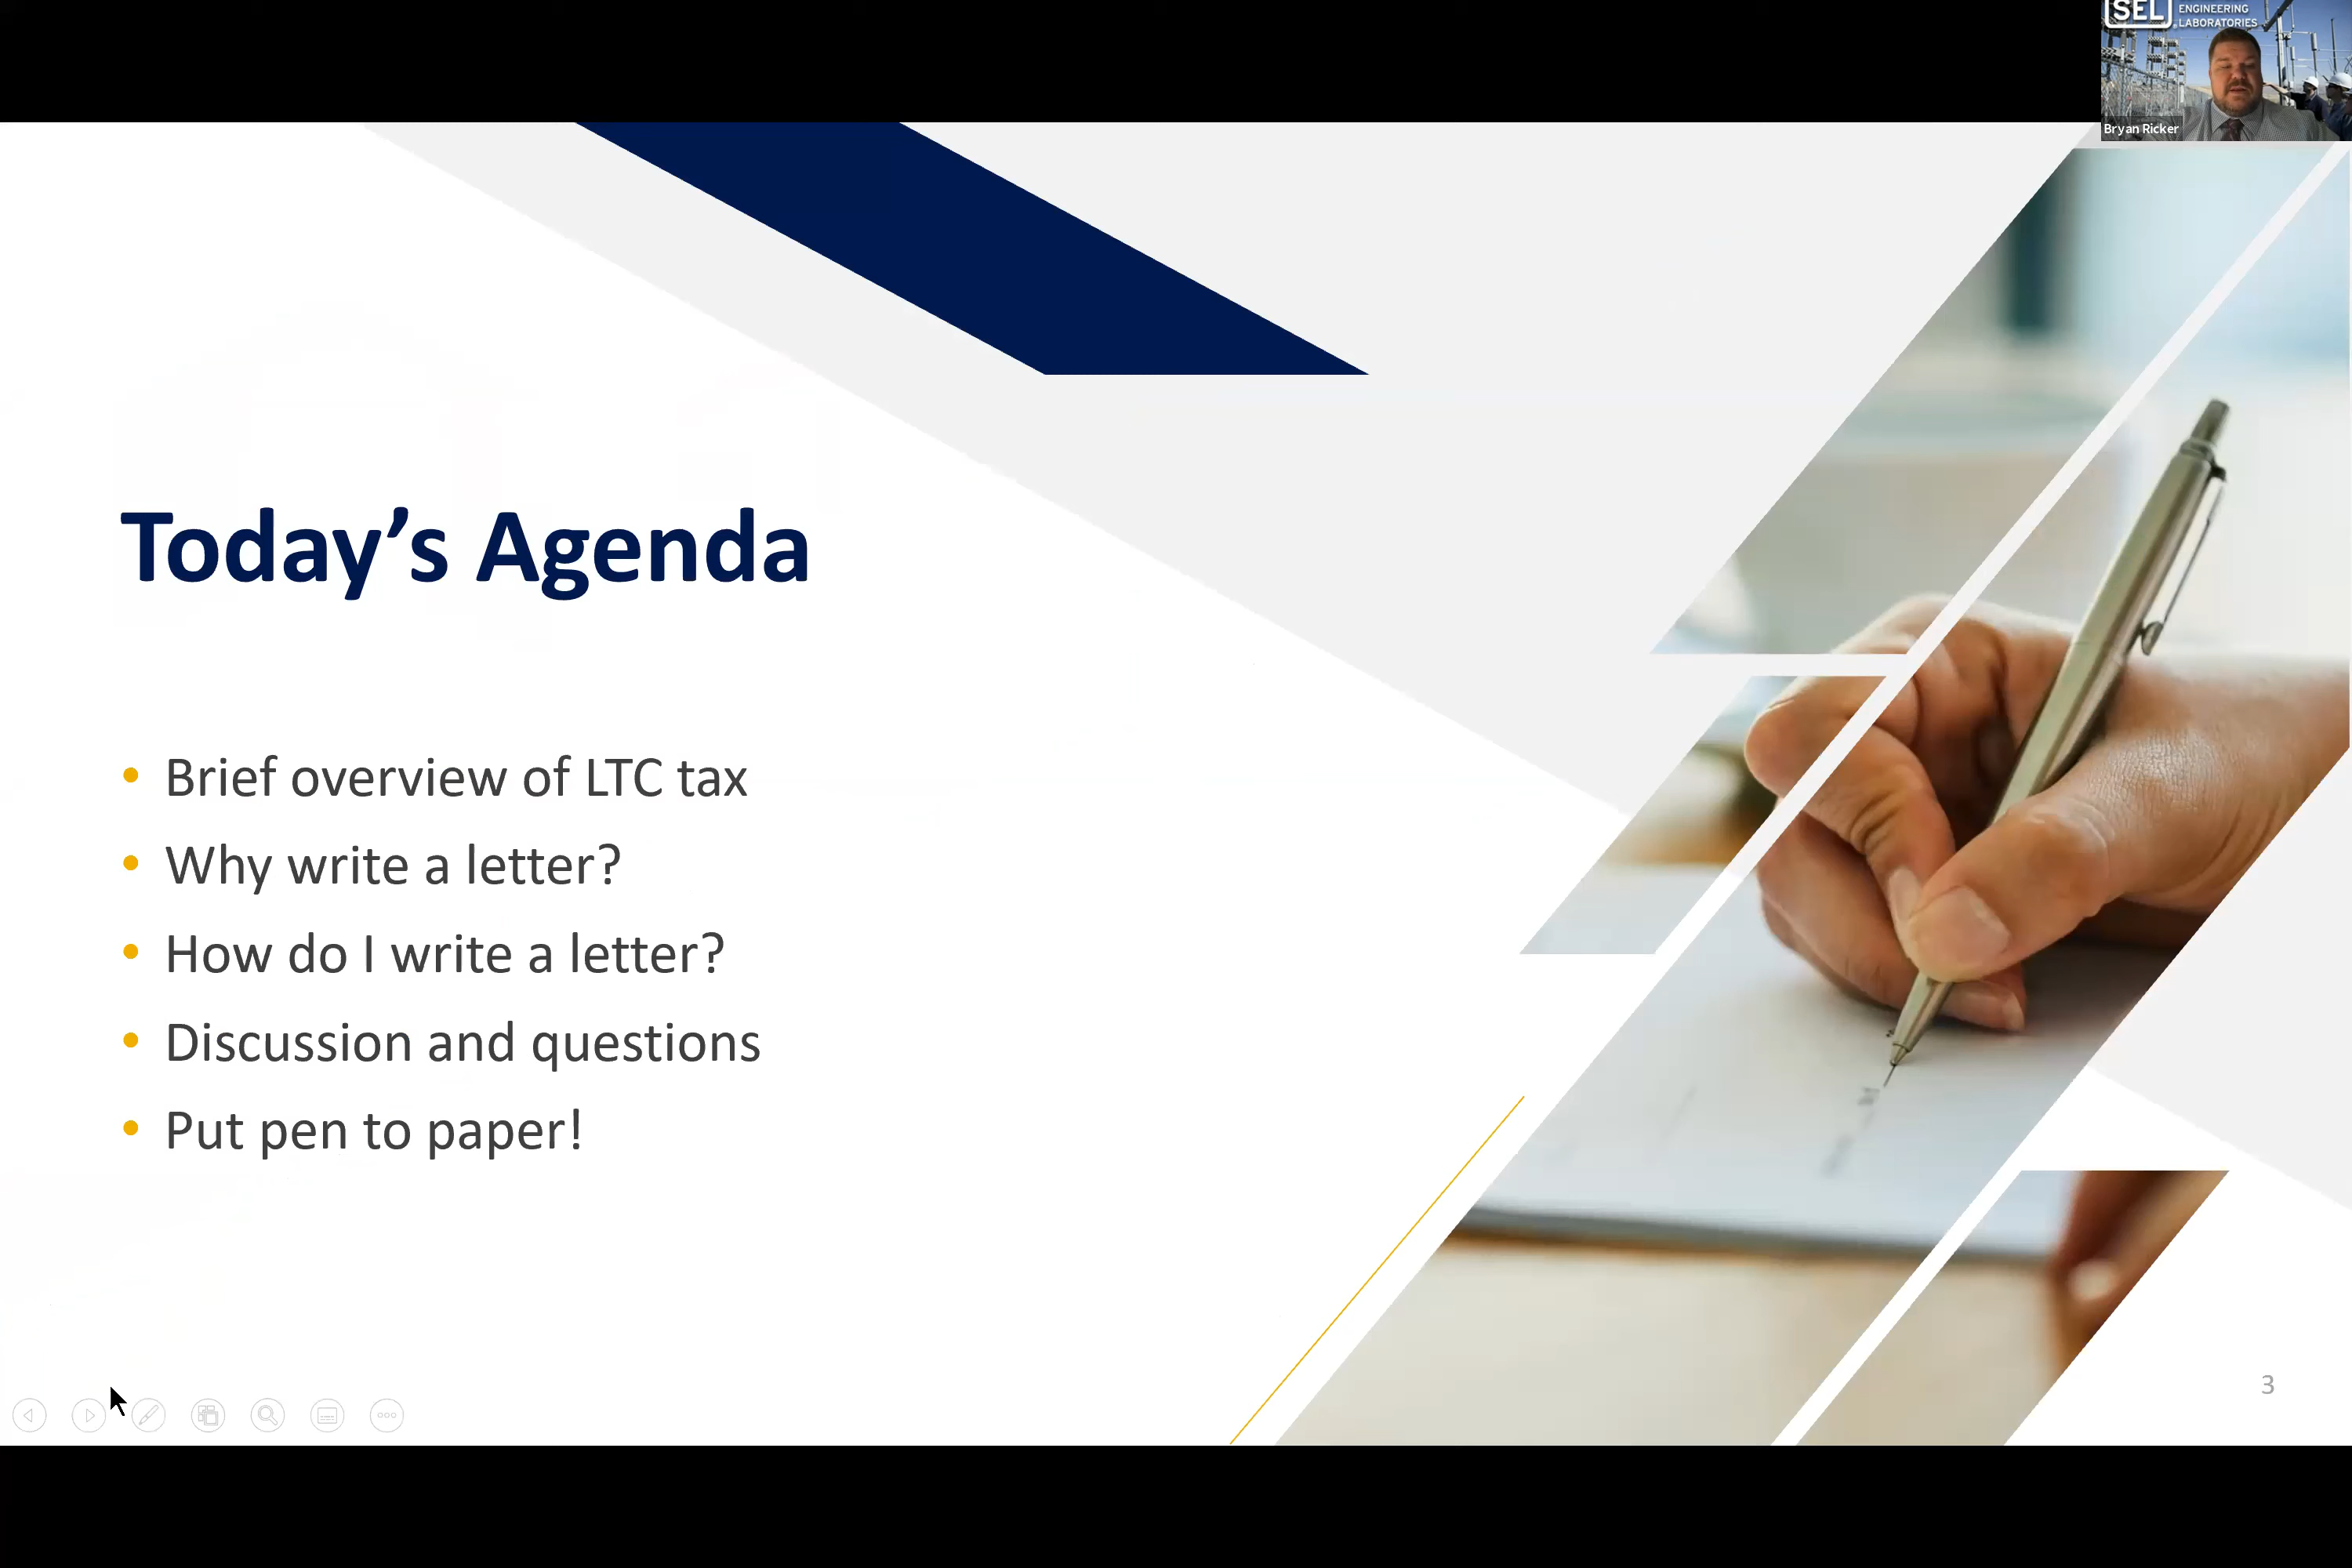 SEL ENGINEERING
LABORATORIES
Bryan Ricker
Today’s Agenda
• Brief overview of LTC tax
• Why write a letter?
• How do I write a letter?
• Discussion and questions
• Put pen to paper!
3